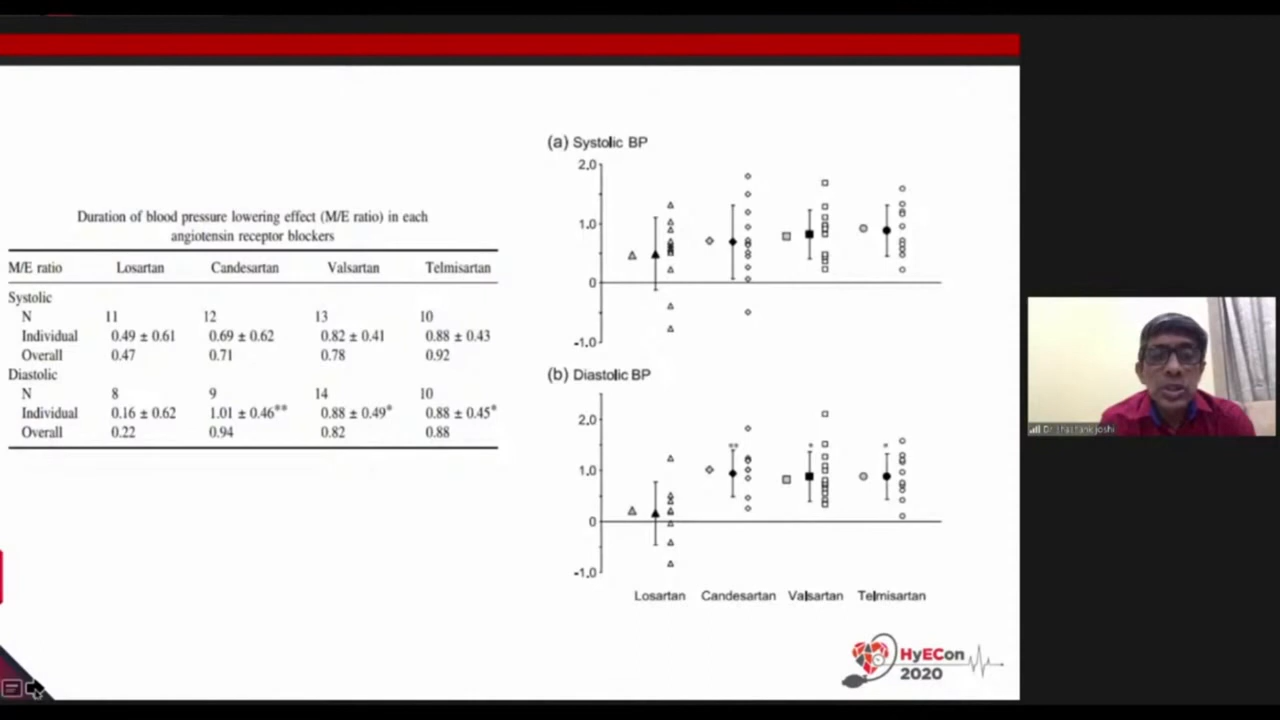 Duration of blood pressure lowering effect (M/E ratio) in each
angiotensin receptor blockers
M/E ratio Losartan Candesartan Valsartan Telmisartan
Systolic
N 11 12 13 10
Individual 0.49 ± 0.61 0.69 ± 0.62 0.82 ± 0.41 0.88 ± 0.43
Overall 0.47 0.71 0.78 0.92
Diastolic
N 8 9 14 10
Individual 0.16 ± 0.62 1.01 ± 0.46** 0.88 ± 0.49* 0.88 ± 0.45*
Overall 0.22 0.94 0.82 0.88
(a) Systolic BP
2.0
1.0
0
-1.0
(b) Diastolic BP
2.0
** * *
1.0
0
-1.0
Losartan Candesartan Valsartan Telmisartan
HyECon
2020
Dr shashank joshi